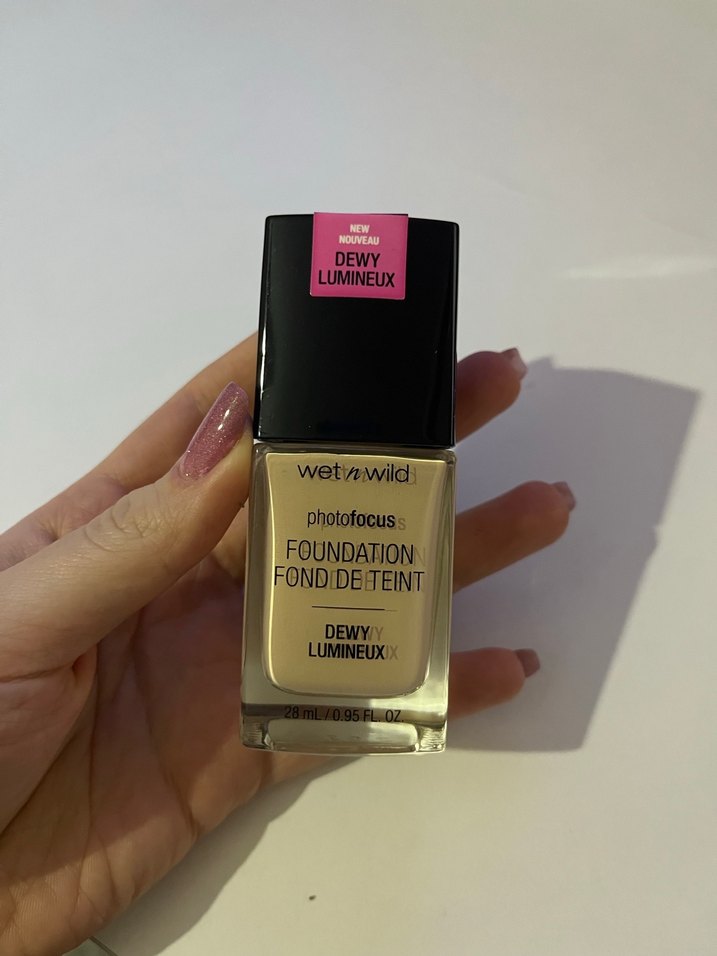 NEW
NOUVEAU
DEWY
LUMINEUX
wet n wild
photofocus
FOUNDATION
FOND DE TEINT
DEWY
LUMINEUX
28 mL / 0.95 FL. OZ.